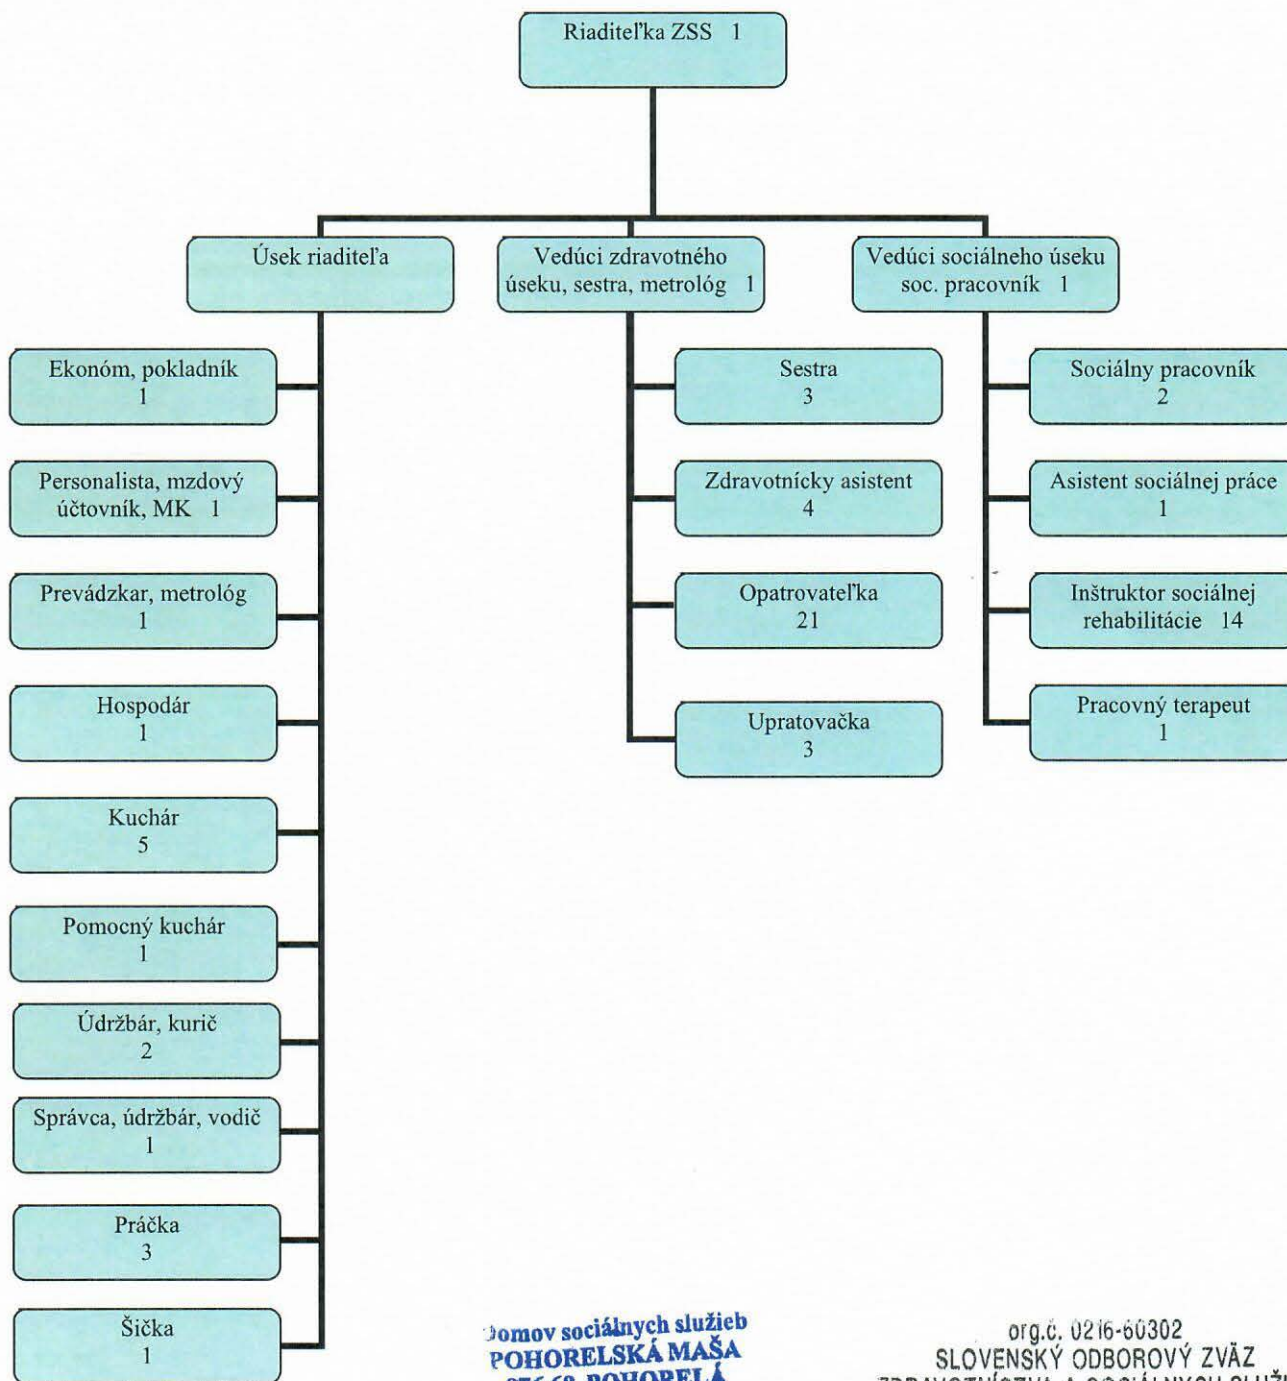 Riaditeľka ZSS 1
Úsek riaditeľa
Vedúci zdravotného
úseku, sestra, metrológ 1
Vedúci sociálneho úseku
soc. pracovník 1
Ekonóm, pokladník
1
Personalista, mzdový
účtovník, MK 1
Prevádzkar, metrológ
1
Hospodár
1
Kuchár
5
Pomocný kuchár
1
Údržbár, kurič
2
Správca, údržbár, vodič
1
Práčka
3
Šička
1
Sestra
3
Zdravotnícky asistent
4
Opatrovateľka
21
Upratovačka
3
Sociálny pracovník
2
Asistent sociálnej práce
1
Inštruktor sociálnej
rehabilitácie 14
Pracovný terapeut
1
Domov sociálnych služieb
POHORELSKÁ MAŠA
POHORELÁ
org.č. 0216-60302
SLOVENSKÝ ODBOROVÝ ZVÄZ